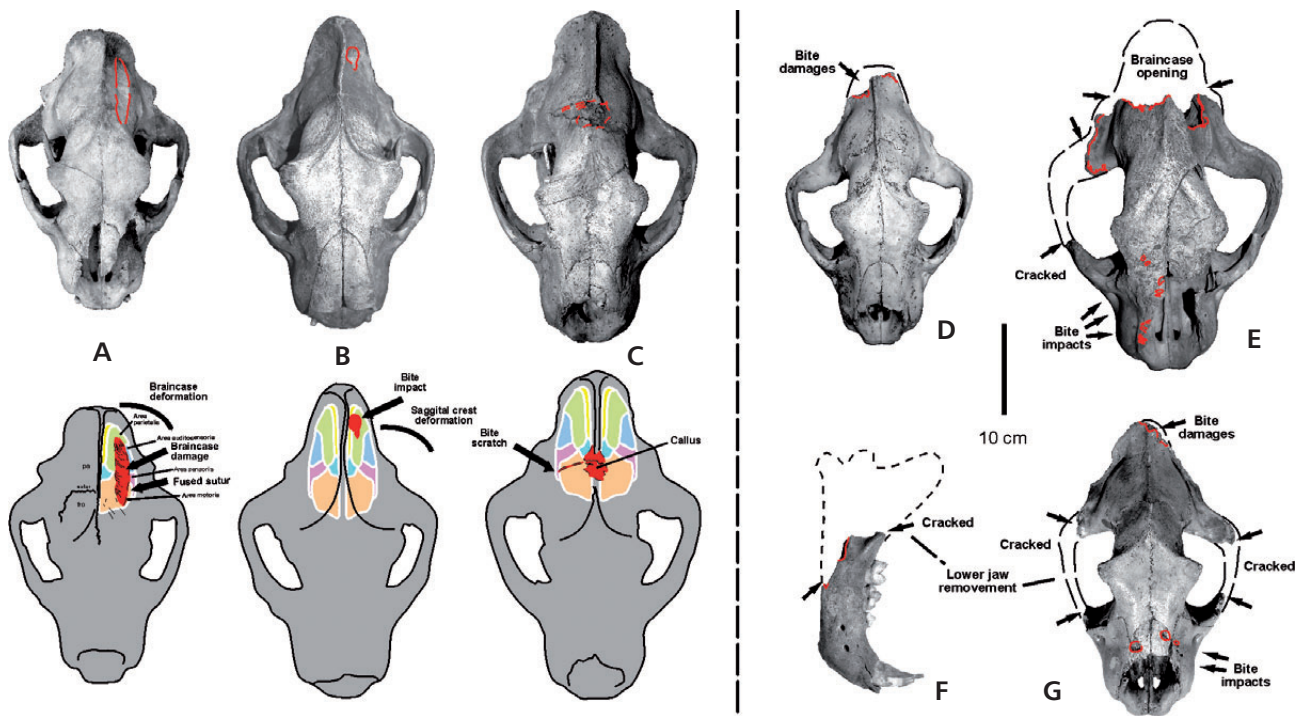 A
B
C
Braincase
deformation
Area
parietalis
Area auditosensoria
Braincase
damage
pa
Area sensoria
sutur
Fused sutur
fro
Area motoria
Bite
impact
Saggital crest
deformation
Bite
scratch
Callus
Bite
damages
D
Braincase
opening
Cracked
Bite
impacts
E
10 cm
Cracked
Lower jaw
removement
F
Bite
damages
Cracked
Cracked
Bite
impacts
G